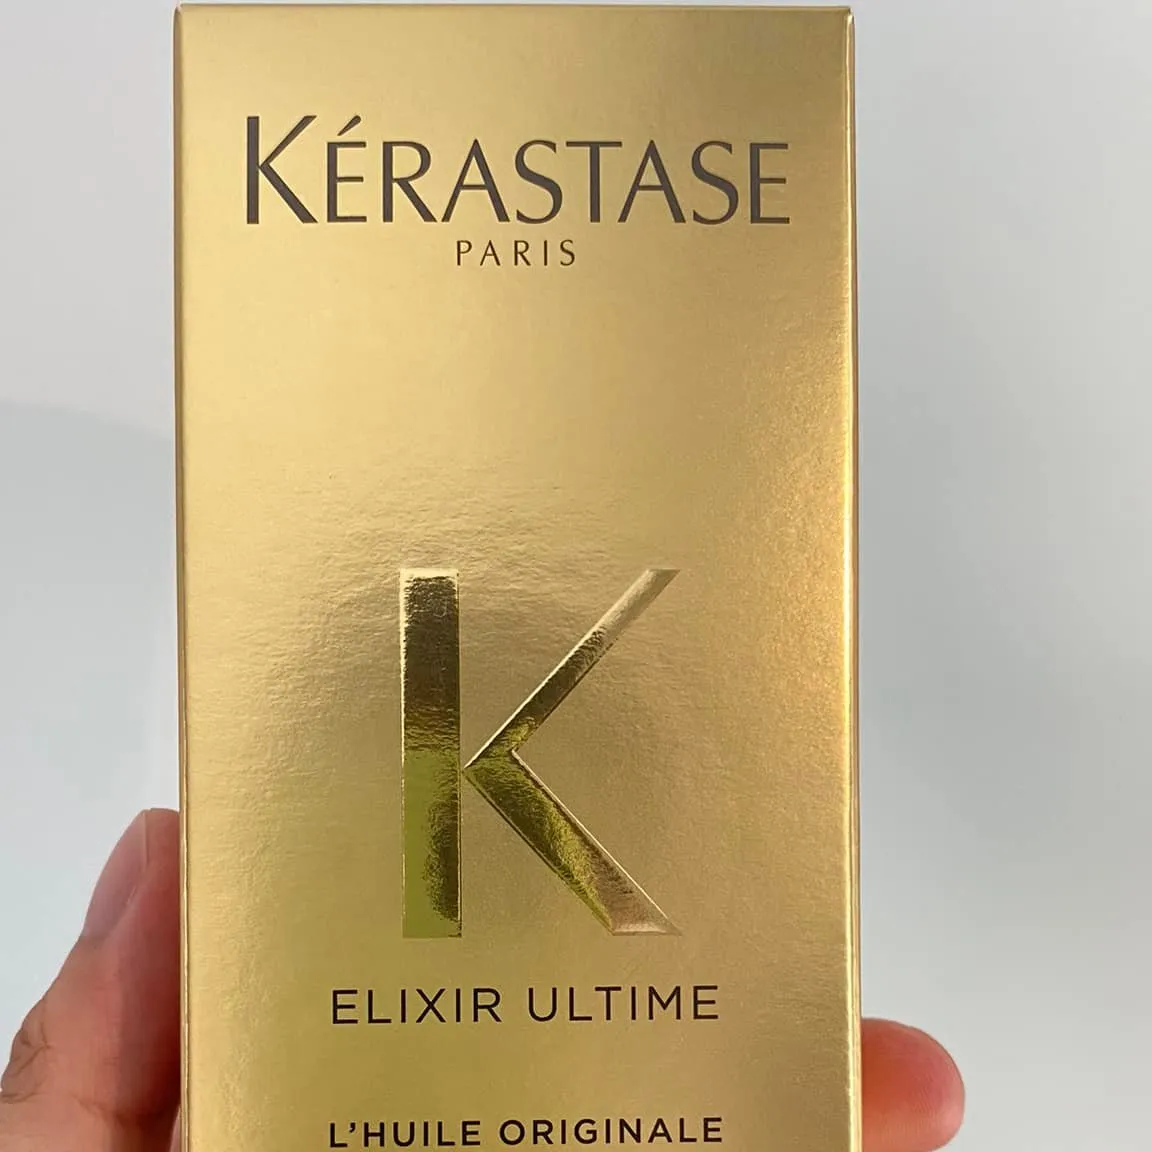 KÉRASTASE
PARIS
K
ELIXIR ULTIME
L'HUILE ORIGINALE